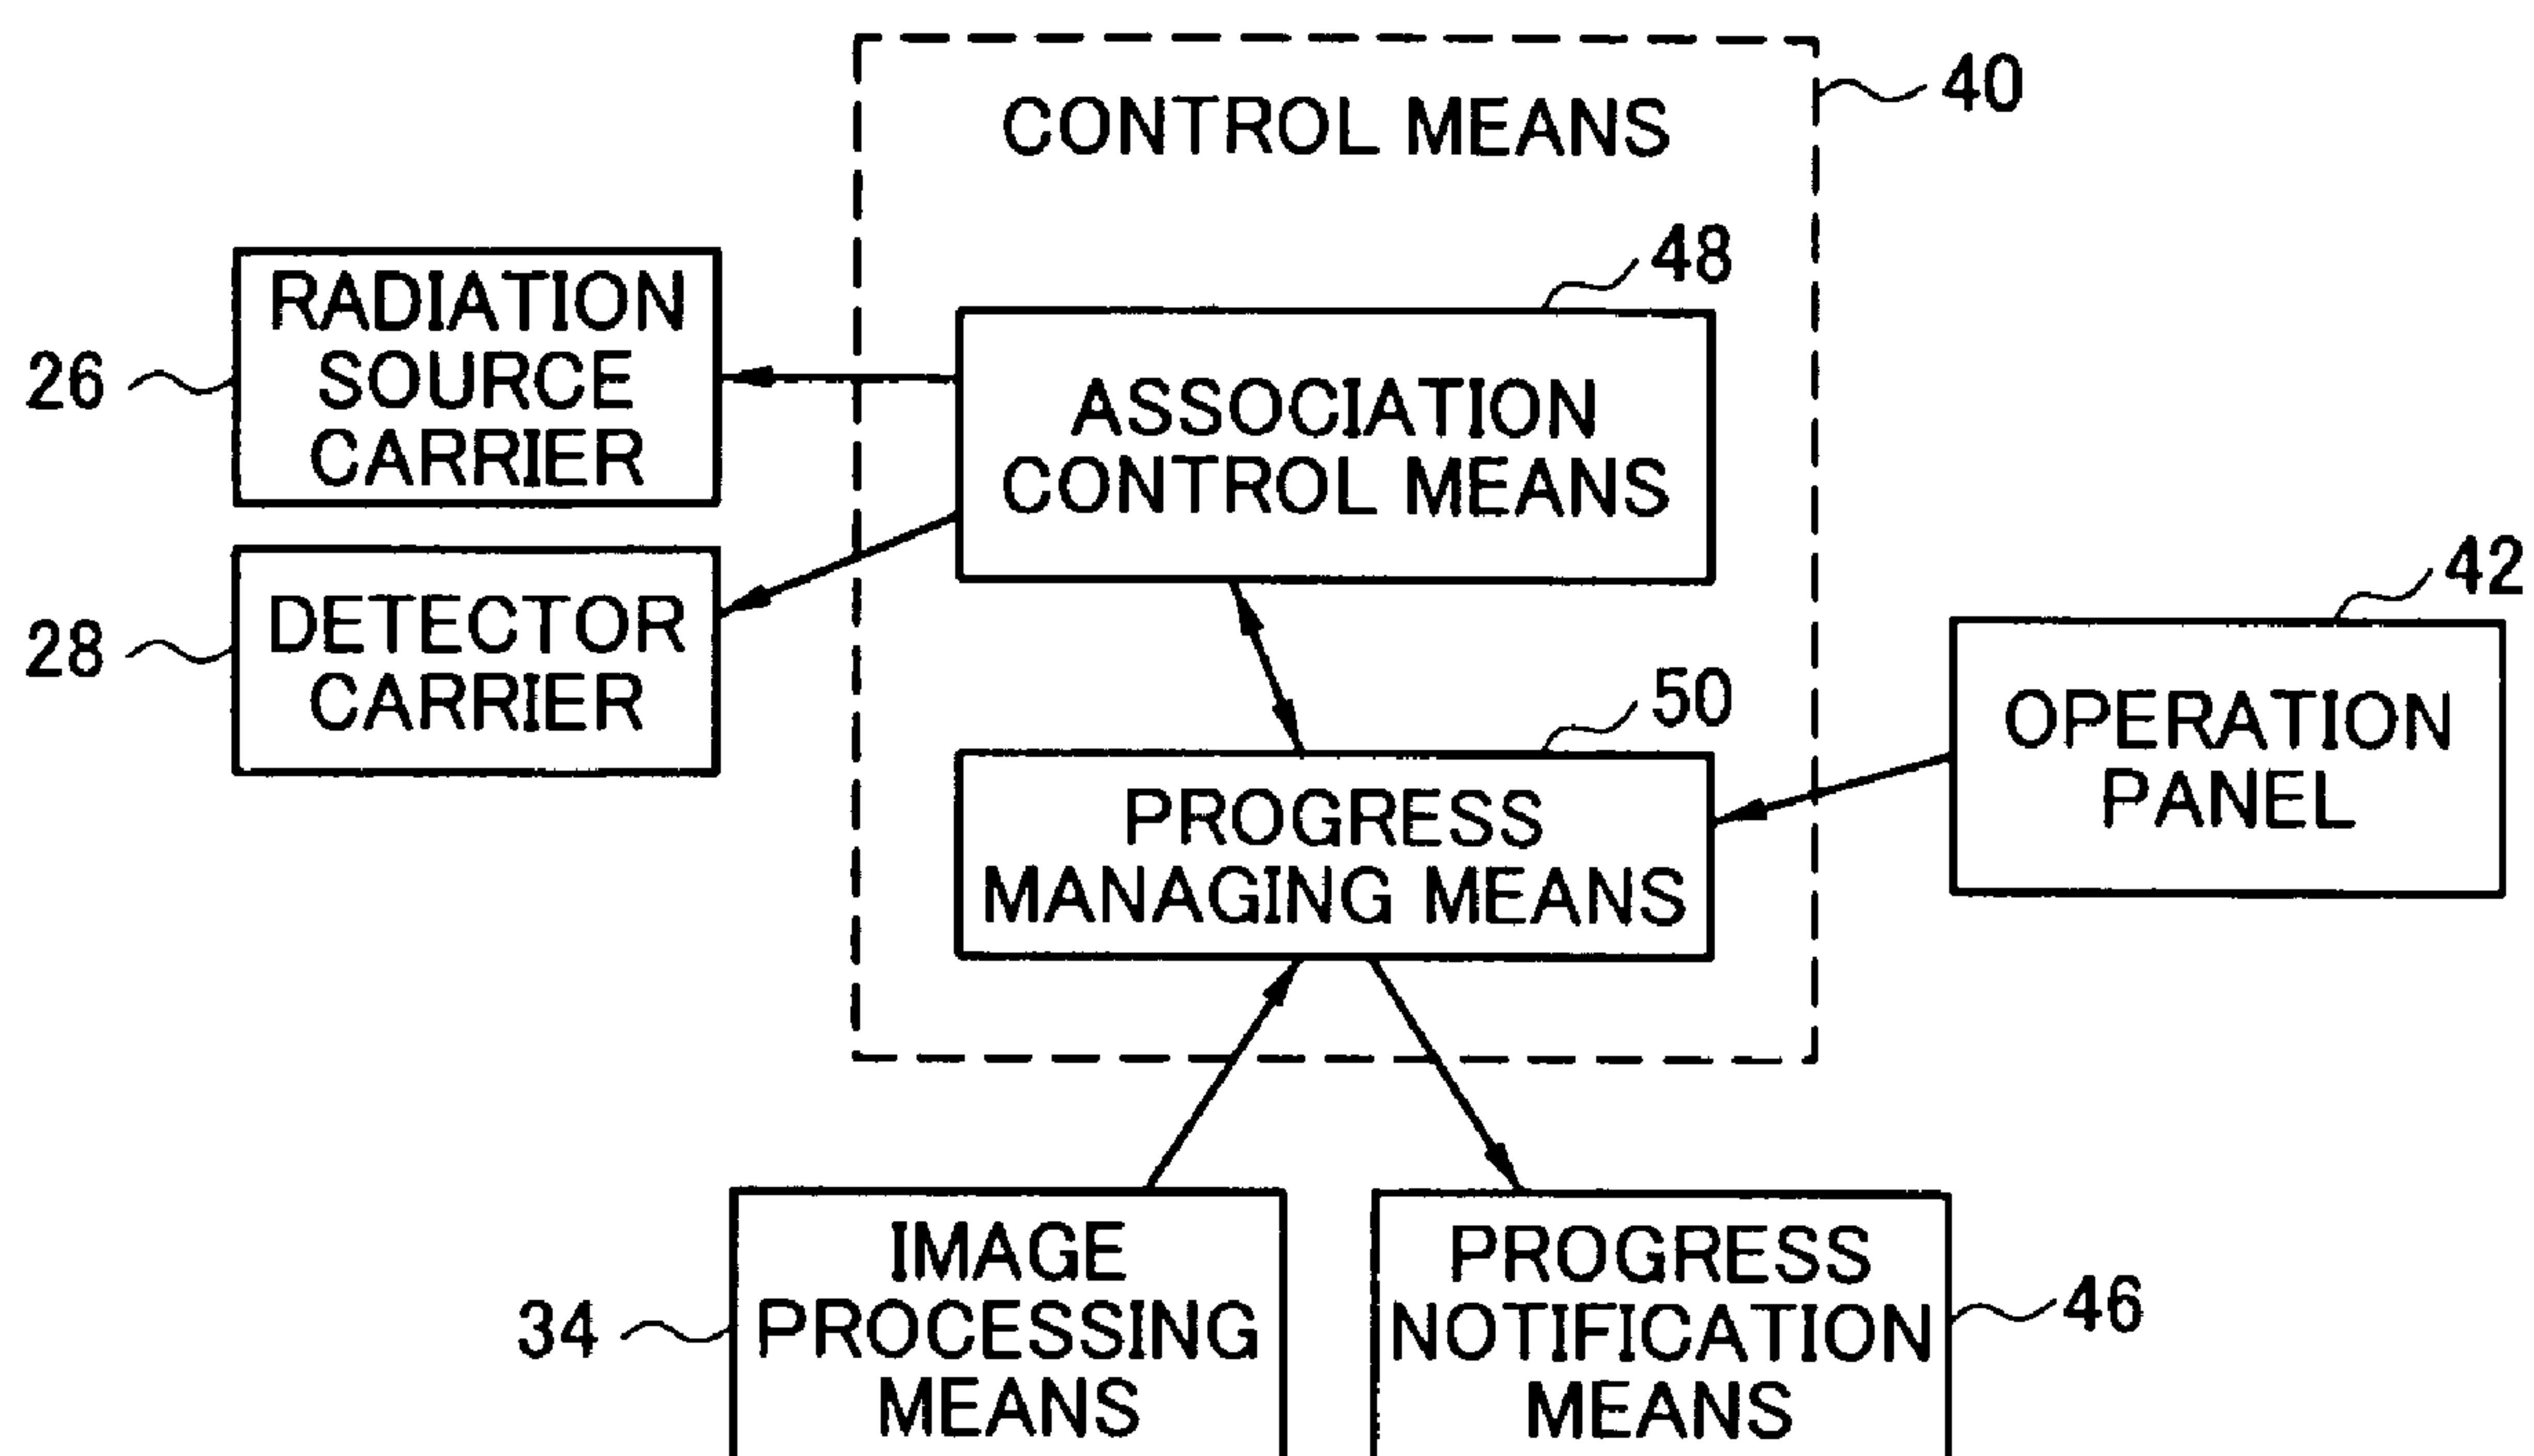 CONTROL MEANS
40
48
RADIATION
SOURCE
CARRIER
26
ASSOCIATION
CONTROL MEANS
DETECTOR
CARRIER
28
42
OPERATION
PANEL
50
PROGRESS
MANAGING MEANS
IMAGE
PROCESSING
MEANS
34
PROGRESS
NOTIFICATION
MEANS
46